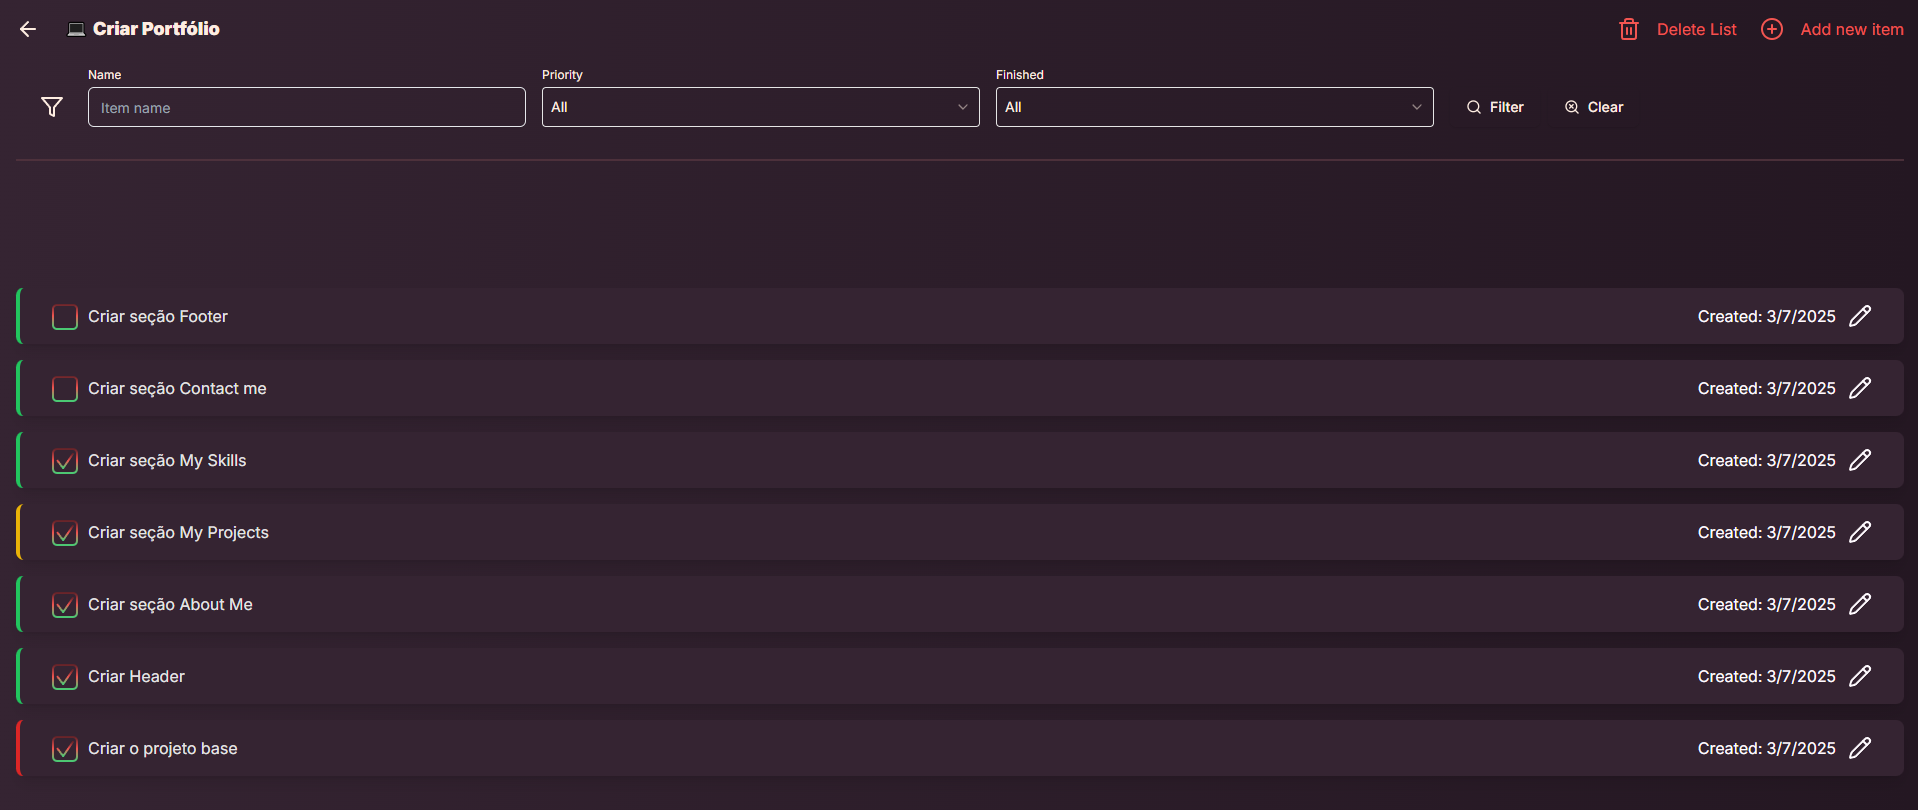 💻 Criar Portfólio
Delete List
Add new item
Name
Priority
Finished
Item name
All
All
Filter
Clear
Criar seção Footer
Created: 3/7/2025
Criar seção Contact me
Created: 3/7/2025
Criar seção My Skills
Created: 3/7/2025
Criar seção My Projects
Created: 3/7/2025
Criar seção About Me
Created: 3/7/2025
Criar Header
Created: 3/7/2025
Criar o projeto base
Created: 3/7/2025